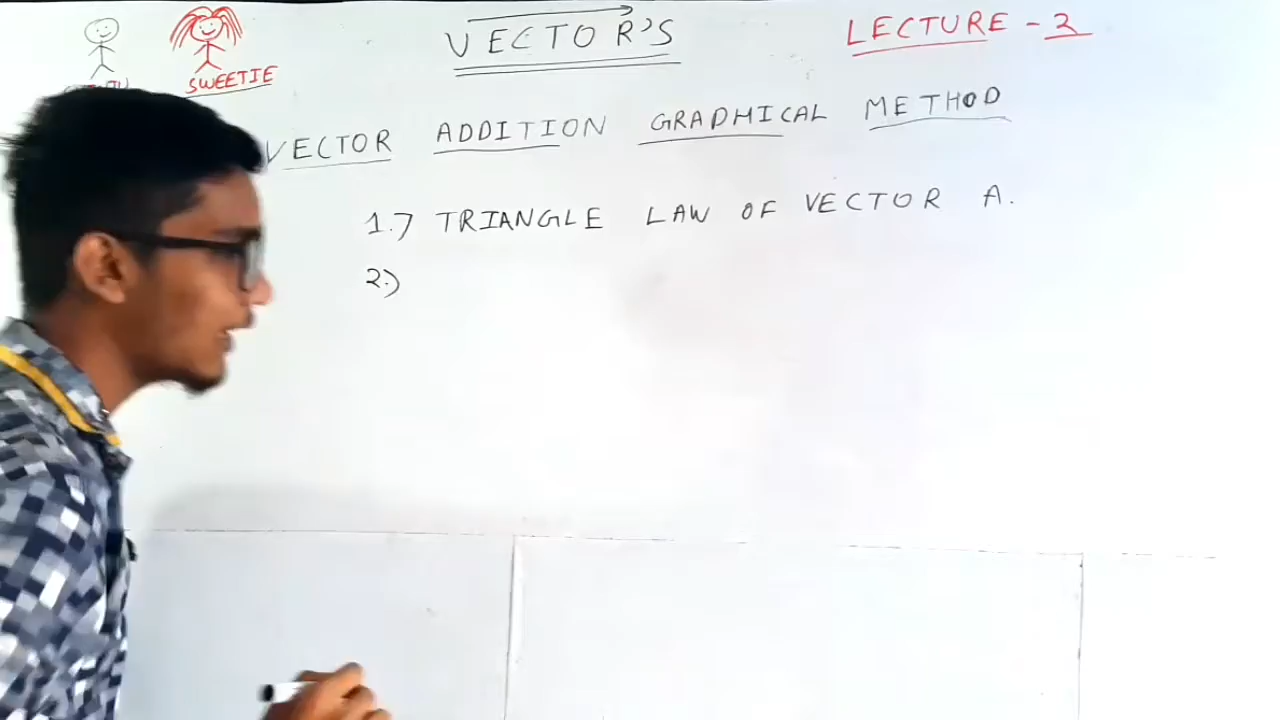 VECTOR'S
LECTURE - 3
SWEETIE
VECTOR ADDITION GRAPHICAL METHOD
1.) TRIANGLE LAW OF VECTOR A.
2.)